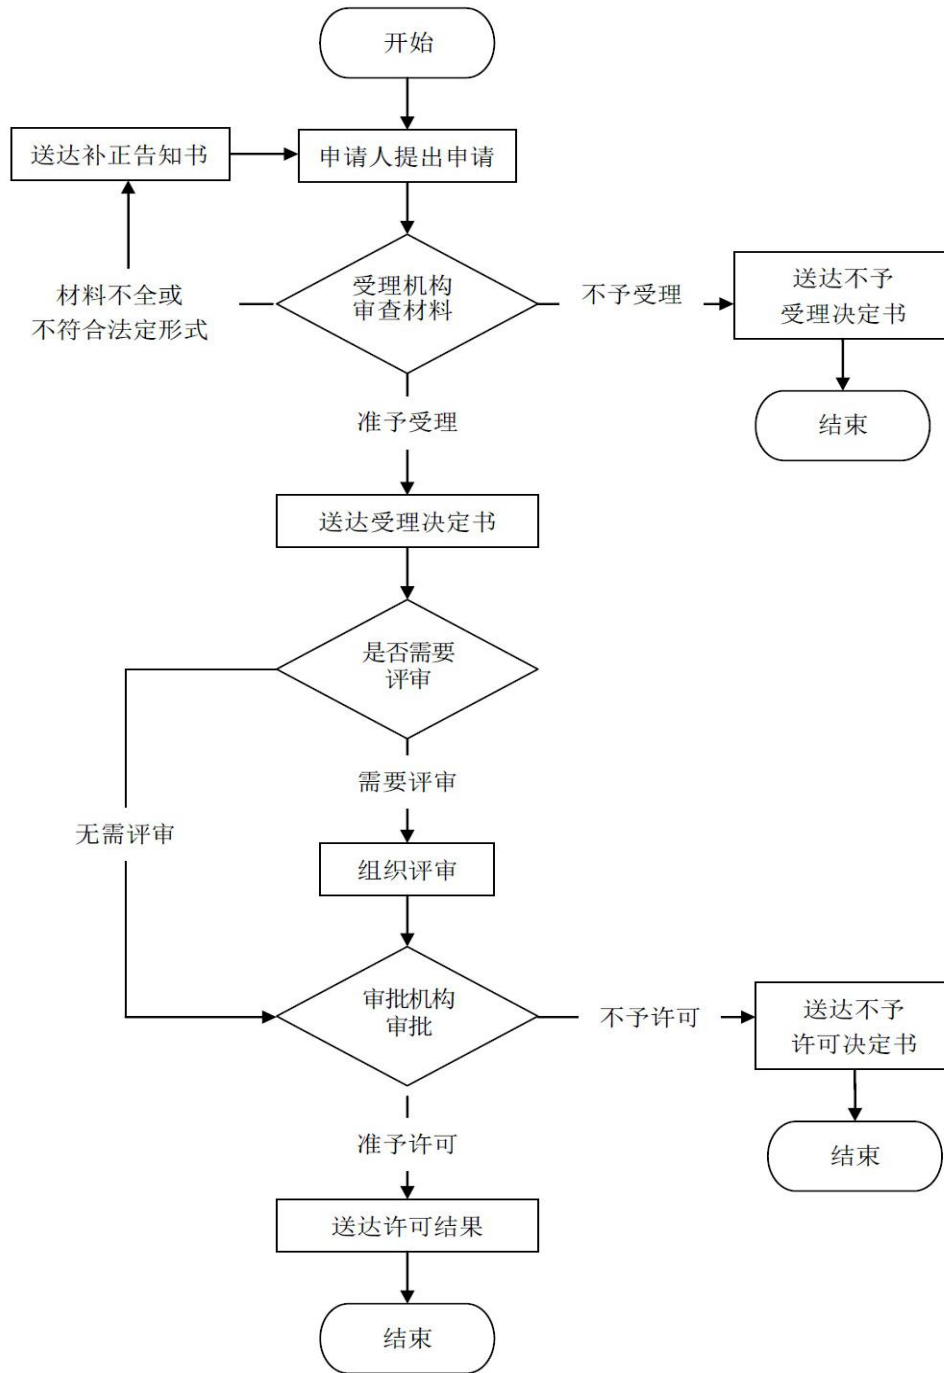 开始
送达补正告知书
申请人提出申请
材料不全或
不符合法定形式
受理机构
审查材料
不予受理
送达不予
受理决定书
结束
准予受理
送达受理决定书
是否需要
评审
需要评审
无需评审
组织评审
审批机构
审批
不予许可
送达不予
许可决定书
结束
准予许可
送达许可结果
结束